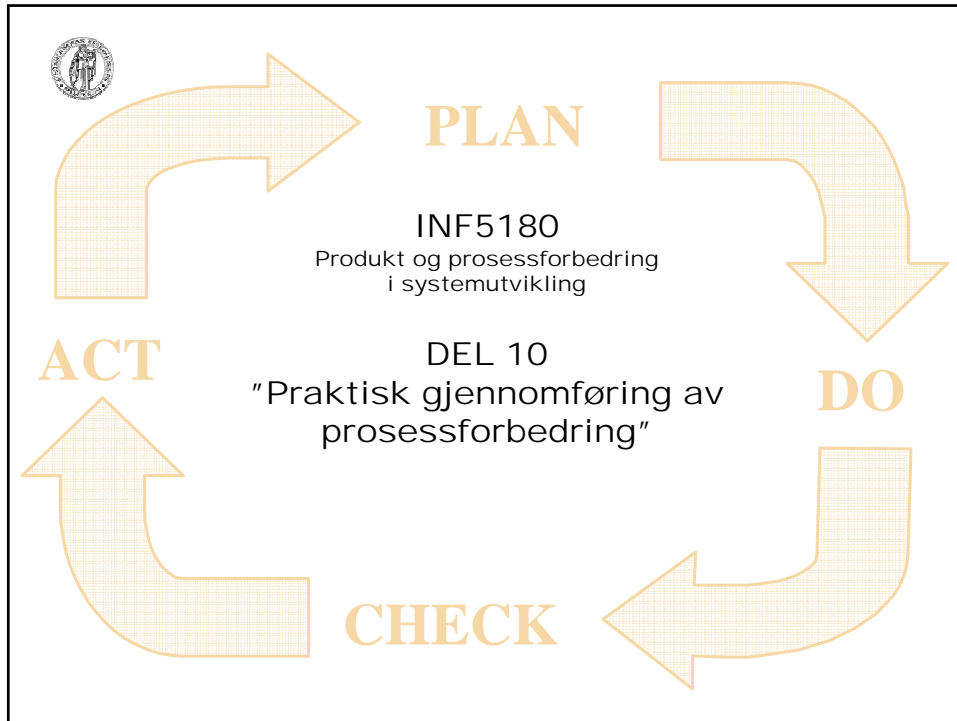 PLAN
INF5180
Produkt og prosessforbedring
i systemutvikling
ACT
DEL 10
"Praktisk gjennomføring av
prosessforbedring"
DO
CHECK